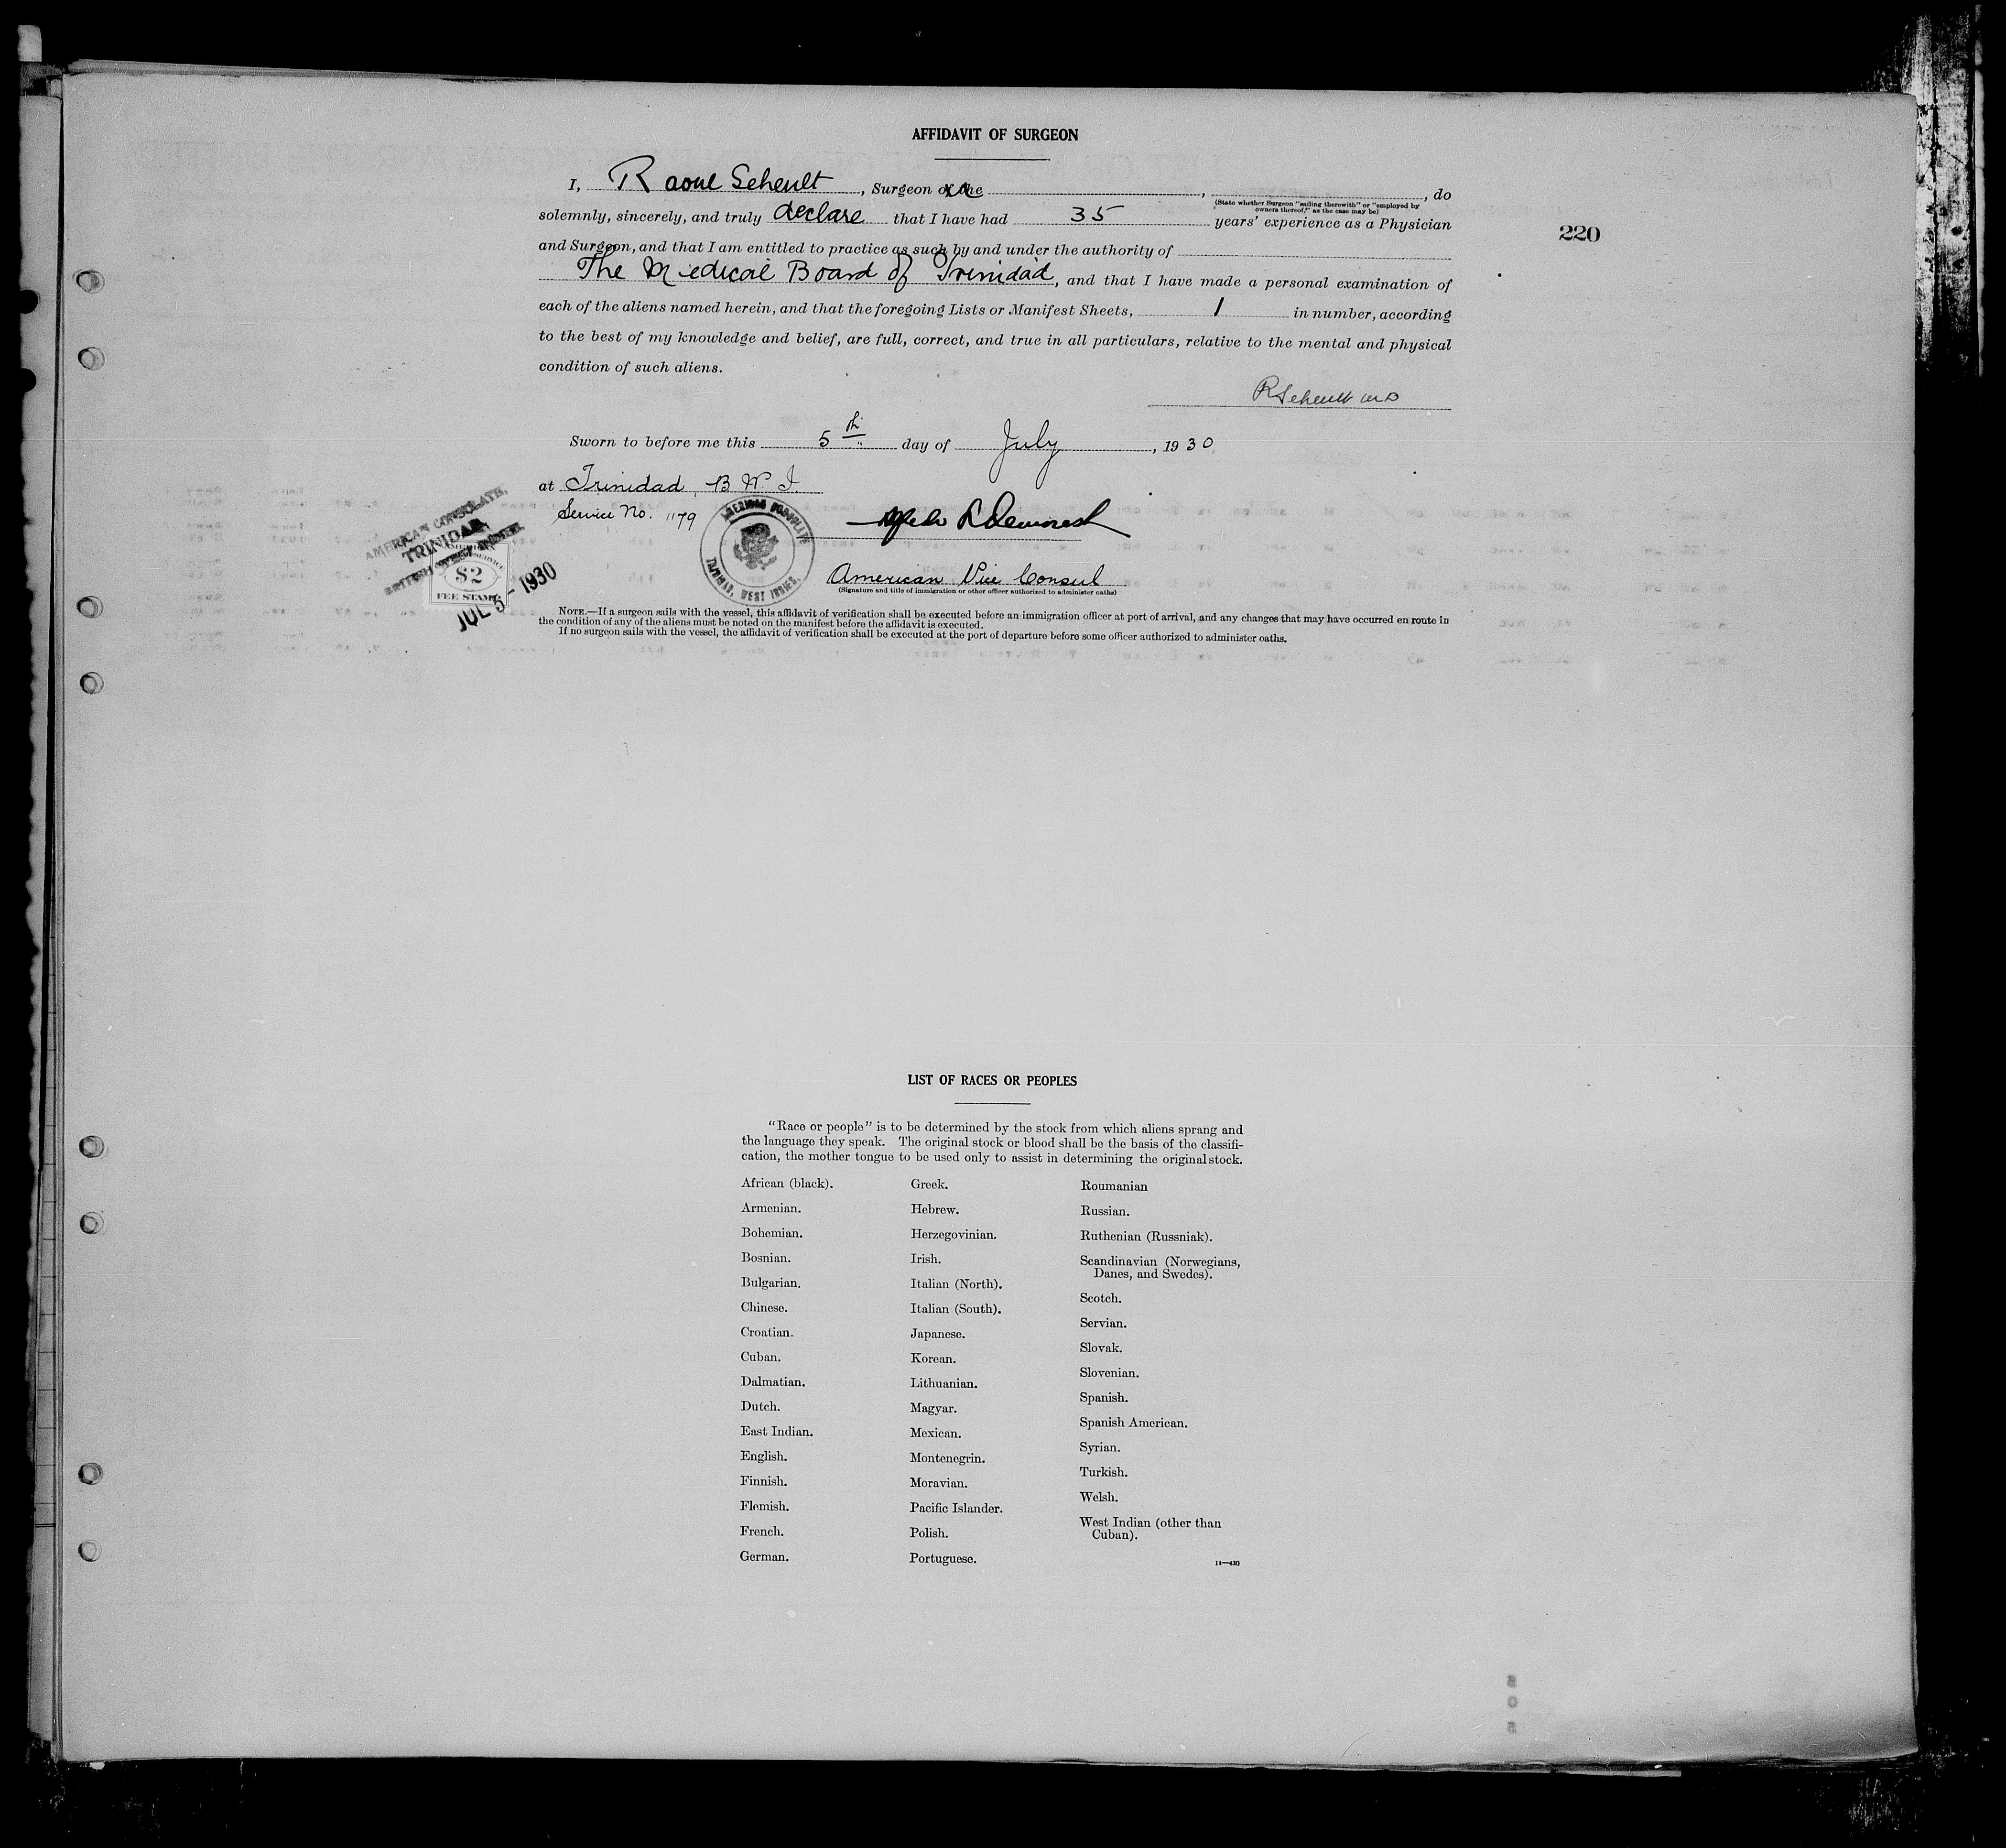 AFFIDAVIT OF SURGEON
I, Raoul Seheult, Surgeon of the , , do
(State whether Surgeon "sailing therewith" or "employed by
owners thereof," as the case may be)
solemnly, sincerely, and truly declare that I have had 35 years' experience as a Physician
220
and Surgeon, and that I am entitled to practice as such by and under the authority of
The Medical Board of Trinidad, and that I have made a personal examination of
each of the aliens named herein, and that the foregoing Lists or Manifest Sheets, 1 in number, according
to the best of my knowledge and belief, are full, correct, and true in all particulars, relative to the mental and physical
condition of such aliens.
R Seheult MD
Sworn to before me this 5th day of July, 1930
at Trinidad, B W. I.
Service No. 1179
AMERICAN CONSULATE,
TRINIDAD,
BRITISH WEST INDIES.
$2
FEE STAMP
JUL 5 - 1930
AMERICAN CONSULATE
TRINIDAD, WEST INDIES.
American Vice Consul
(Signature and title of immigration or other officer authorized to administer oaths)
NOTE.—If a surgeon sails with the vessel, this affidavit of verification shall be executed before an immigration officer at port of arrival, and any changes that may have occurred en route in
the condition of any of the aliens must be noted on the manifest before the affidavit is executed.
If no surgeon sails with the vessel, the affidavit of verification shall be executed at the port of departure before some officer authorized to administer oaths.
LIST OF RACES OR PEOPLES
"Race or people" is to be determined by the stock from which aliens sprang and
the language they speak. The original stock or blood shall be the basis of the classifi-
cation, the mother tongue to be used only to assist in determining the original stock.
African (black).
Armenian.
Bohemian.
Bosnian.
Bulgarian.
Chinese.
Croatian.
Cuban.
Dalmatian.
Dutch.
East Indian.
English.
Finnish.
Flemish.
French.
German.
Greek.
Hebrew.
Herzegovinian.
Irish.
Italian (North).
Italian (South).
Japanese.
Korean.
Lithuanian.
Magyar.
Mexican.
Montenegrin.
Moravian.
Pacific Islander.
Polish.
Portuguese.
Roumanian
Russian.
Ruthenian (Russniak).
Scandinavian (Norwegians,
Danes, and Swedes).
Scotch.
Servian.
Slovak.
Slovenian.
Spanish.
Spanish American.
Syrian.
Turkish.
Welsh.
West Indian (other than
Cuban).
14—430